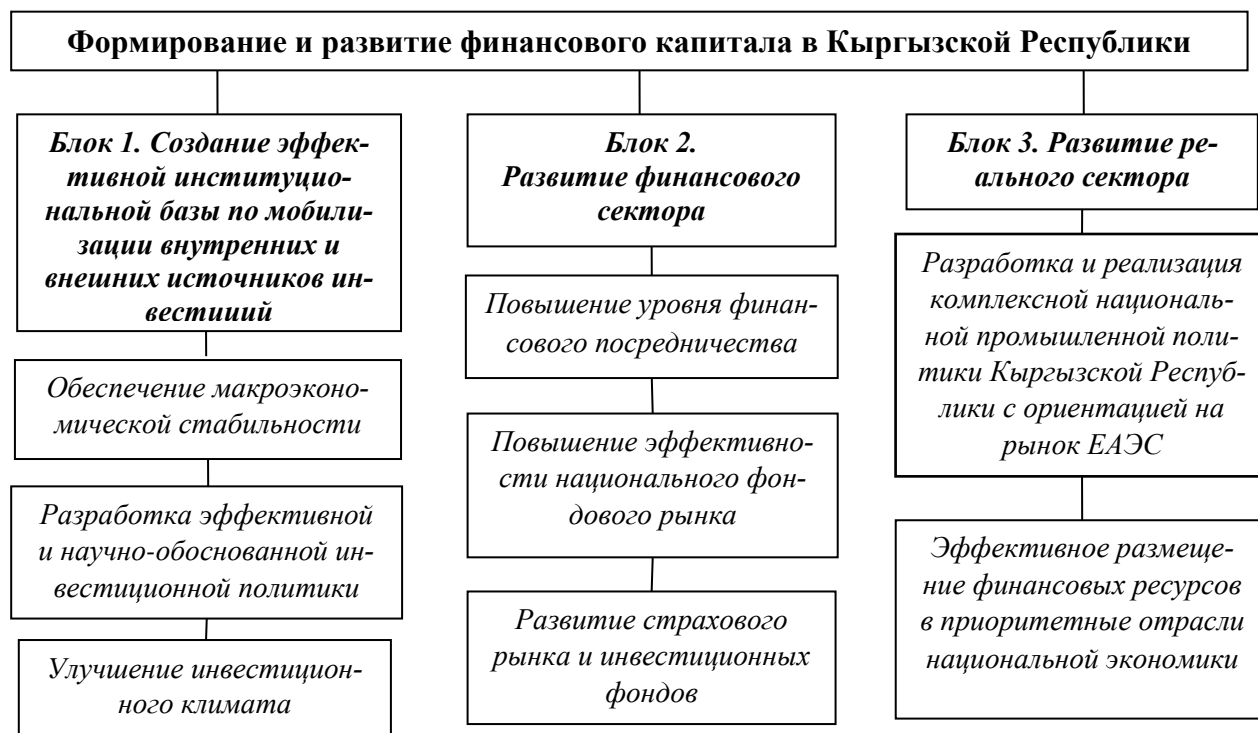 Формирование и развитие финансового капитала в Кыргызской Республики
Блок 1. Создание эффек-
тивной институцио-
нальной базы по мобили-
зации внутренних и
внешних источников ин-
вестиций
Обеспечение макроэконо-
мической стабильности
Разработка эффективной
и научно-обоснованной ин-
вестиционной политики
Улучшение инвестицион-
ного климата
Блок 2.
Развитие финансового
сектора
Повышение уровня финан-
сового посредничества
Повышение эффективно-
сти национального фон-
дового рынка
Развитие страхового
рынка и инвестиционных
фондов
Блок 3. Развитие ре-
ального сектора
Разработка и реализация
комплексной националь-
ной промышленной поли-
тики Кыргызской Респуб-
лики с ориентацией на
рынок ЕАЭС
Эффективное размеще-
ние финансовых ресурсов
в приоритетные отрасли
национальной экономики